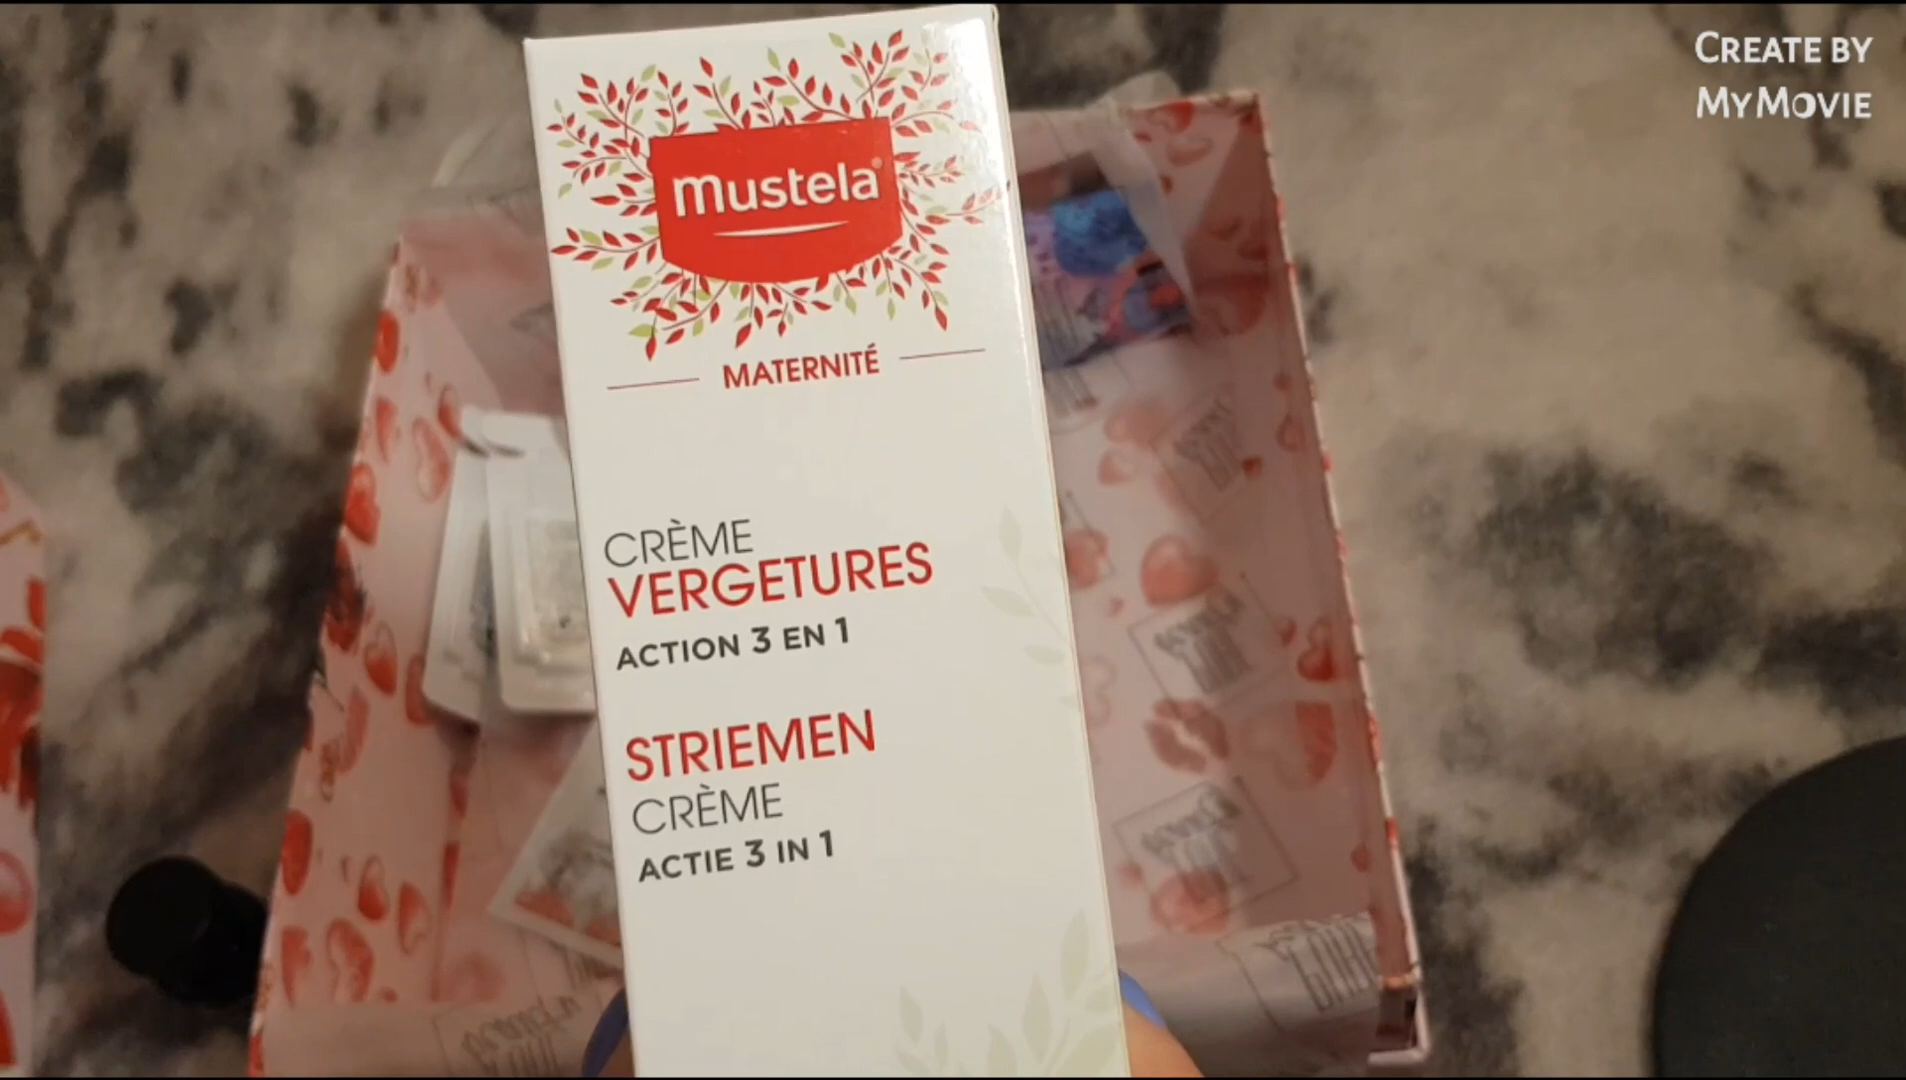 CREATE BY
MYMOVIE
mustela®
MATERNITÉ
CRÈME
VERGETURES
ACTION 3 EN 1
STRIEMEN
CRÈME
ACTIE 3 IN 1